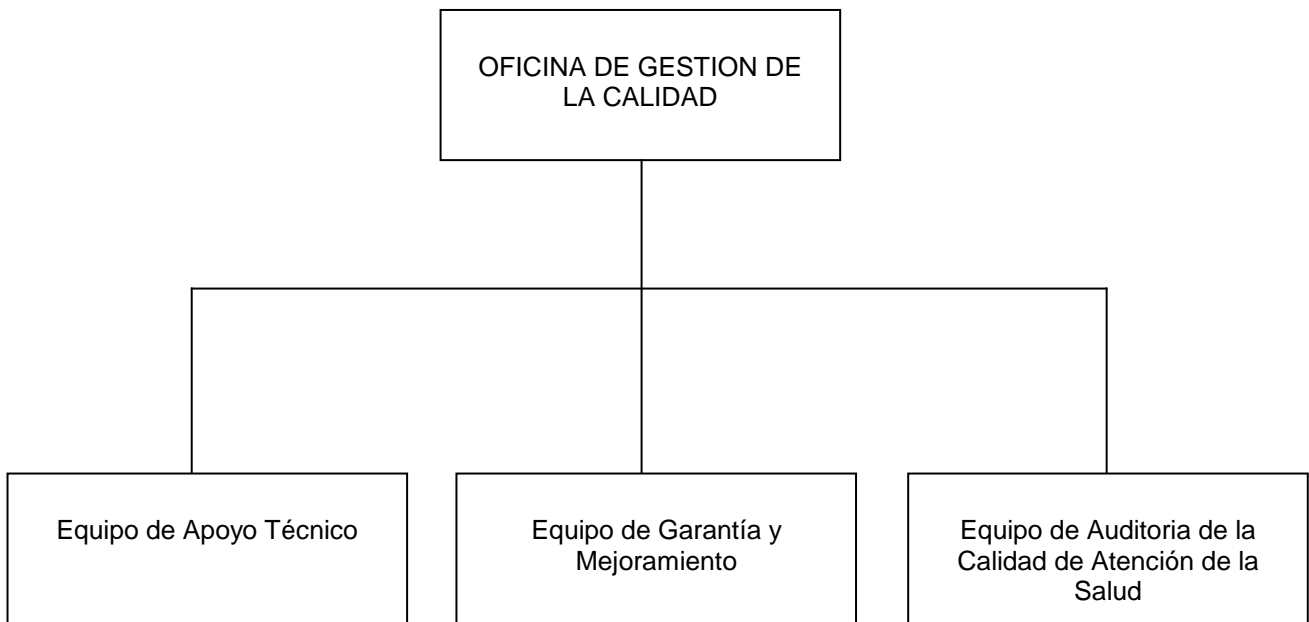 OFICINA DE GESTION DE
LA CALIDAD
Equipo de Apoyo Técnico
Equipo de Garantía y
Mejoramiento
Equipo de Auditoria de la
Calidad de Atención de la
Salud